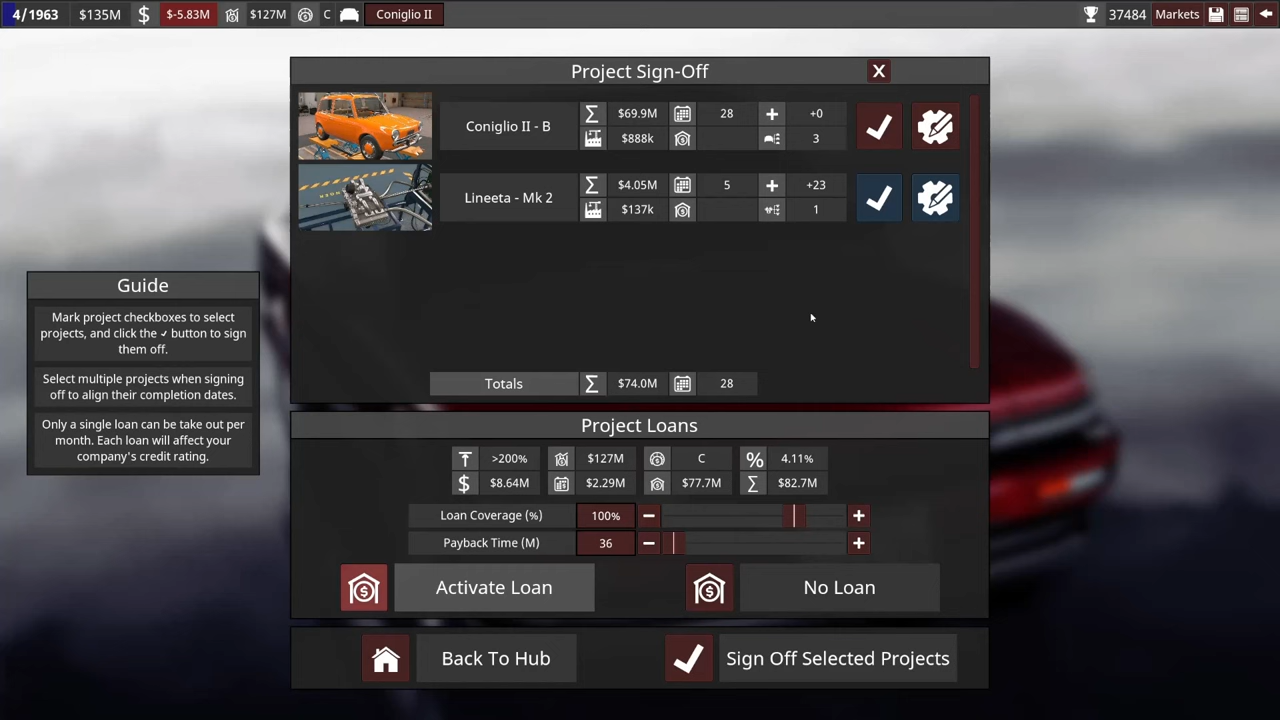 4/1963 $135M $ $-5.83M $127M C Coniglio II 37484 Markets
Project Sign-Off X
Coniglio II - B
Σ $69.9M 28 + +0
$888k 3
Lineeta - Mk 2
Σ $4.05M 5 + +23
$137k 1
Totals Σ $74.0M 28
Guide
Mark project checkboxes to select
projects, and click the ✓ button to sign
them off.
Select multiple projects when signing
off to align their completion dates.
Only a single loan can be take out per
month. Each loan will affect your
company's credit rating.
Project Loans
>200% $127M C % 4.11%
$ $8.64M $2.29M $77.7M Σ $82.7M
Loan Coverage (%) 100% − +
Payback Time (M) 36 − +
$ Activate Loan $ No Loan
Back To Hub Sign Off Selected Projects